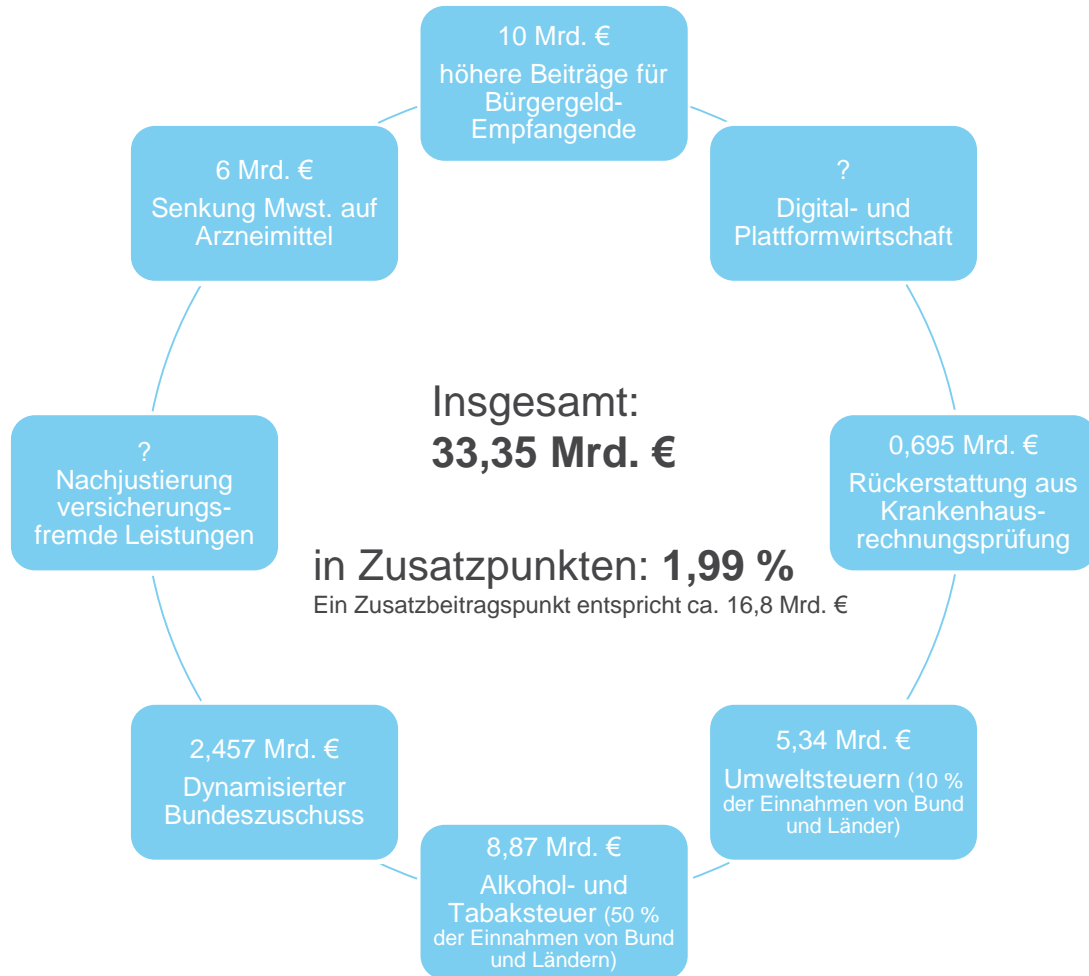 10 Mrd. €
höhere Beiträge für
Bürgergeld-
Empfangende
?
Digital- und
Plattformwirtschaft
0,695 Mrd. €
Rückerstattung aus
Krankenhaus-
rechnungsprüfung
5,34 Mrd. €
Umweltsteuern (10 %
der Einnahmen von Bund
und Länder)
8,87 Mrd. €
Alkohol- und
Tabaksteuer (50 %
der Einnahmen von Bund
und Ländern)
2,457 Mrd. €
Dynamisierter
Bundeszuschuss
?
Nachjustierung
versicherungs-
fremde Leistungen
6 Mrd. €
Senkung Mwst. auf
Arzneimittel
Insgesamt:
33,35 Mrd. €
in Zusatzpunkten: 1,99 %
Ein Zusatzbeitragspunkt entspricht ca. 16,8 Mrd. €